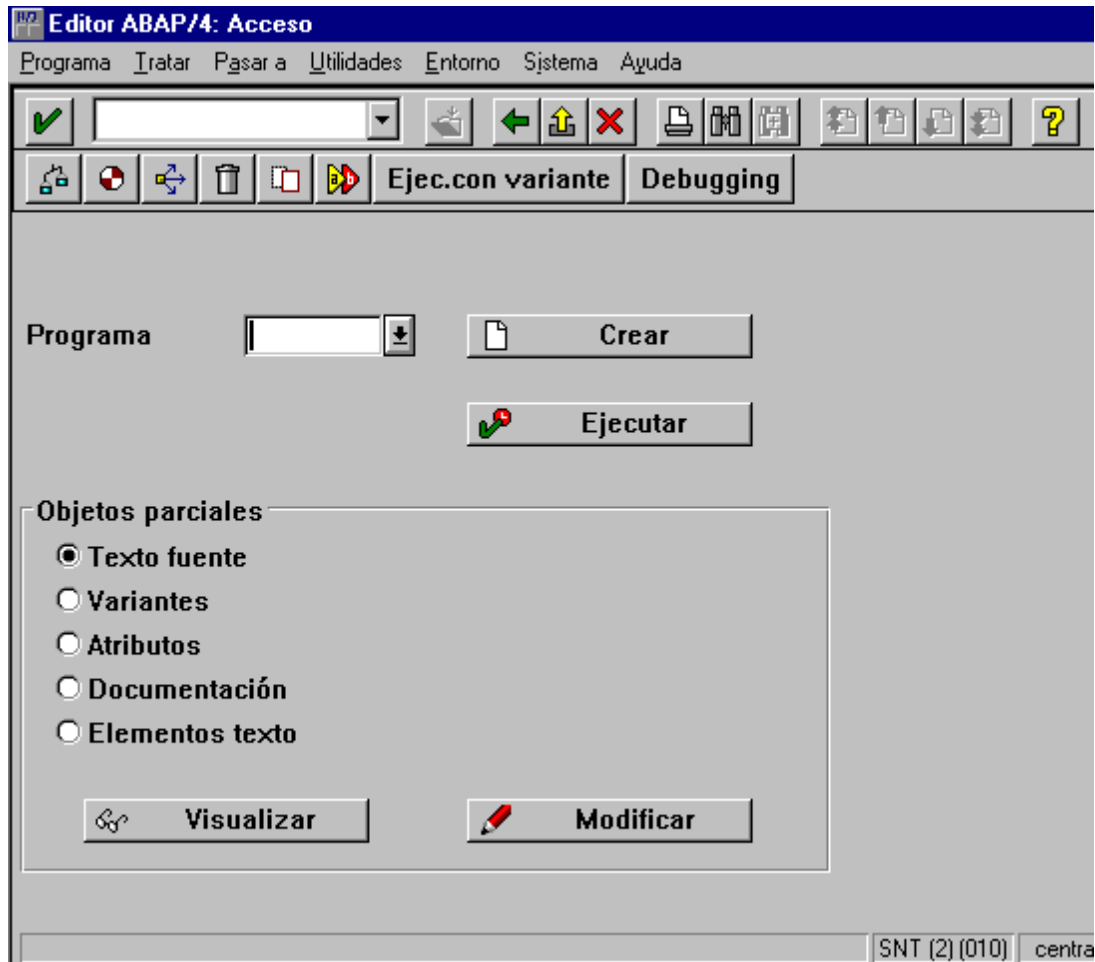 Editor ABAP/4: Acceso
Programa Tratar Pasar a Utilidades Entorno Sistema Ayuda
Ejec.con variante Debugging
Programa Crear
Ejecutar
Objetos parciales
Texto fuente
Variantes
Atributos
Documentación
Elementos texto
Visualizar Modificar
SNT (2) (010) centra